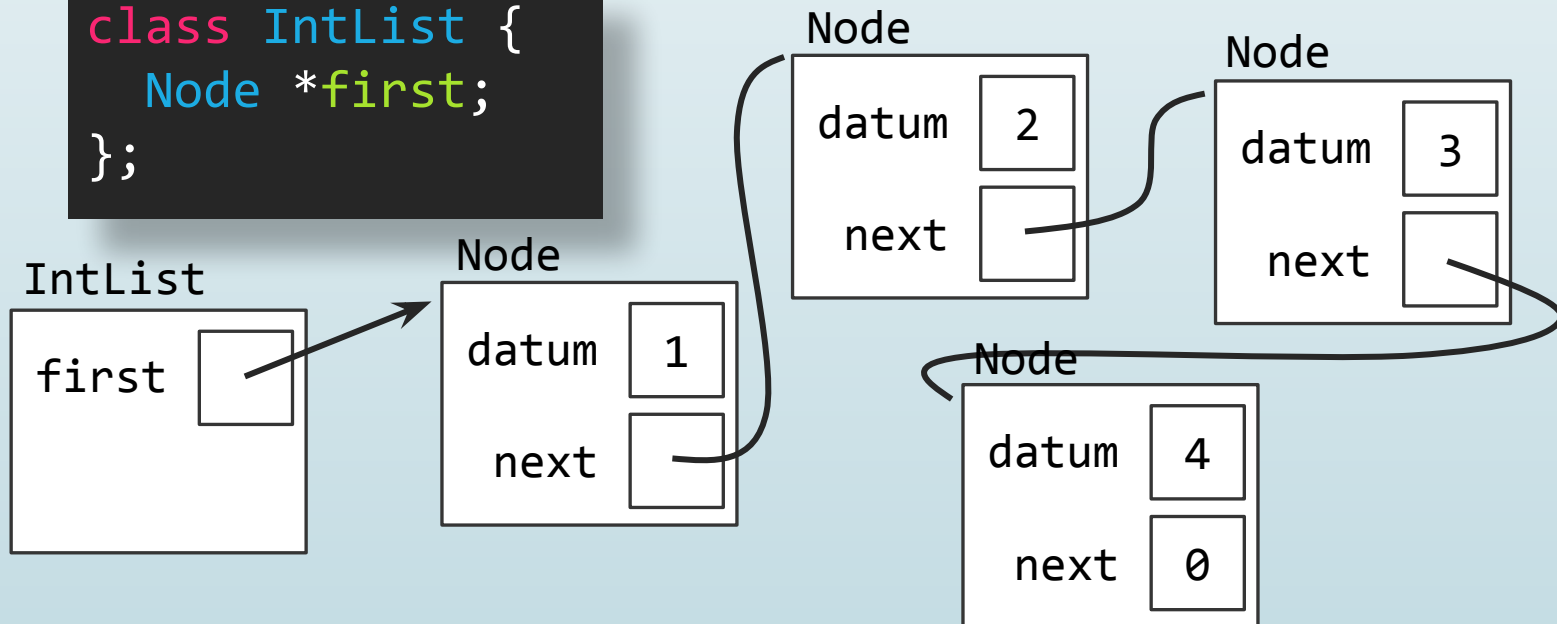 class IntList {
  Node *first;
};
IntList
first
Node
datum 1
next
Node
datum 2
next
Node
datum 3
next
Node
datum 4
next 0